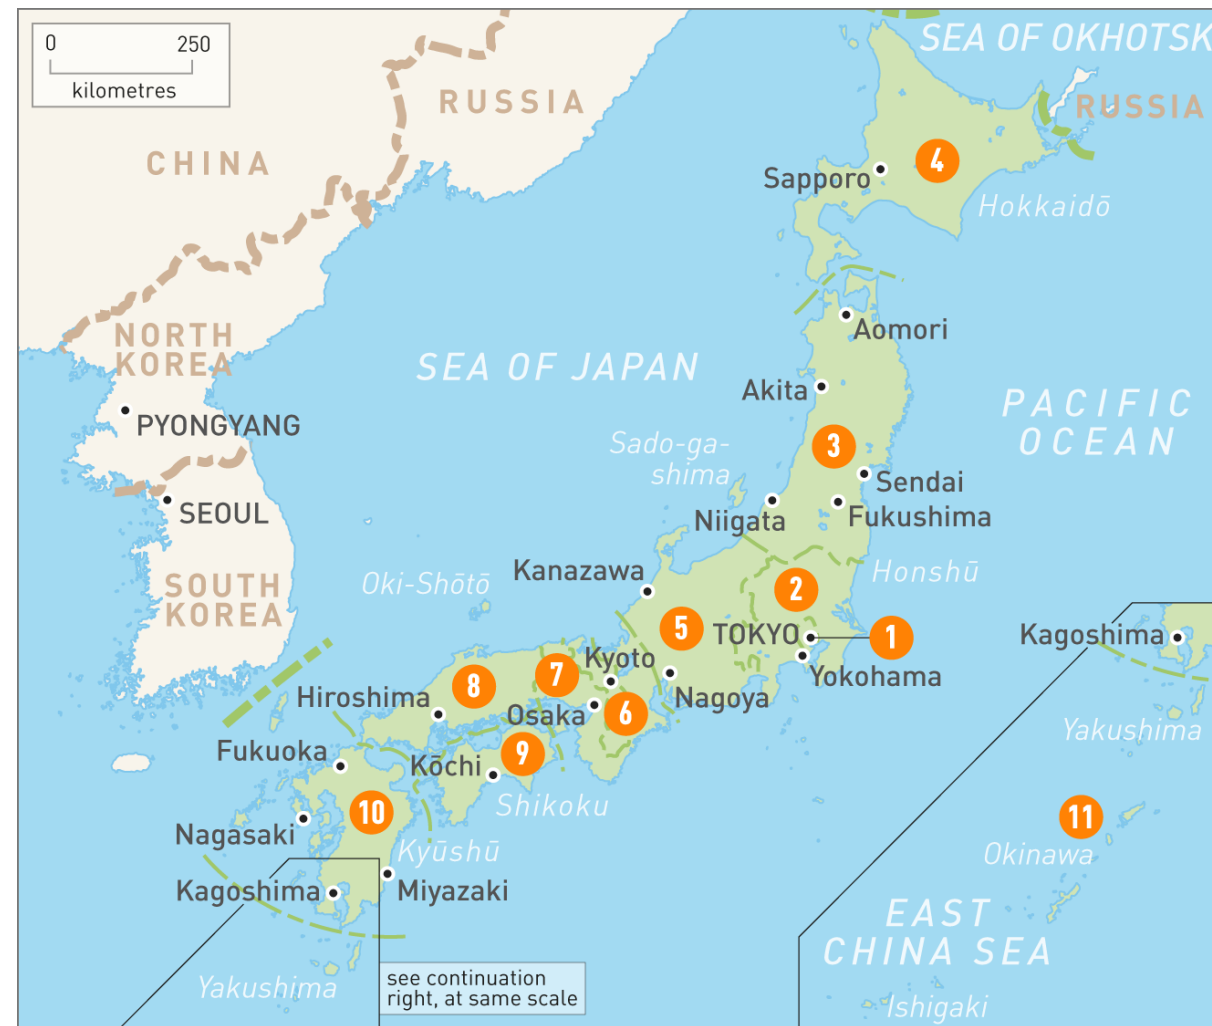 0 250
kilometres
SEA OF OKHOTSK
RUSSIA
RUSSIA
CHINA
4
Sapporo
Hokkaidō
NORTH
KOREA
Aomori
SEA OF JAPAN
Akita
PACIFIC
OCEAN
PYONGYANG
3
Sado-ga-
shima
Sendai
SEOUL
Niigata
Fukushima
Kanazawa
Honshū
Oki-Shōtō
SOUTH
KOREA
2
5
TOKYO
1
Kagoshima
Kyoto
Yokohama
7
8
Hiroshima
Nagoya
Osaka
6
Yakushima
Fukuoka
Kōchi
9
Shikoku
10
11
Nagasaki
Kyūshū
Okinawa
Kagoshima
Miyazaki
EAST
CHINA SEA
Yakushima
see continuation
right, at same scale
Ishigaki